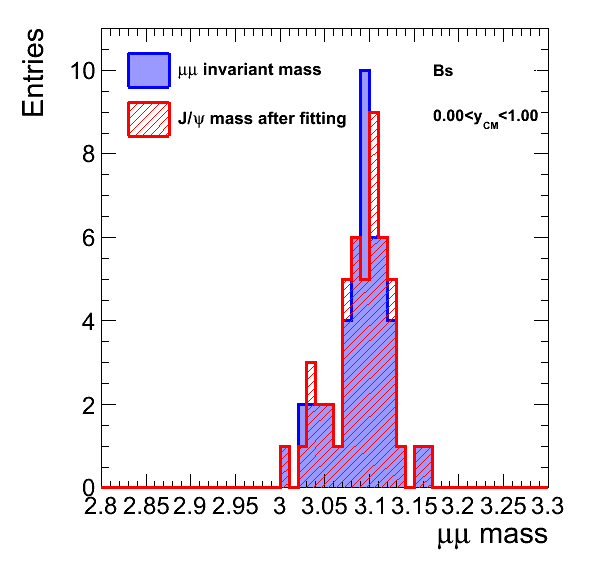 Entries
μμ invariant mass
J/ψ mass after fitting
Bs
0.00<y_CM<1.00
10
8
6
4
2
0
2.8 2.85 2.9 2.95 3 3.05 3.1 3.15 3.2 3.25 3.3
μμ mass